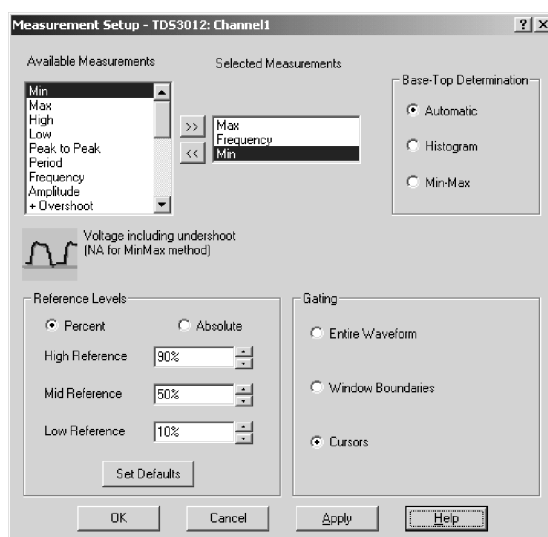 Measurement Setup - TDS3012: Channel1
Available Measurements
Selected Measurements
Min
Max
High
Low
Peak to Peak
Period
Frequency
Amplitude
+ Overshoot
>>
<<
Max
Frequency
Min
Base-Top Determination
Automatic
Histogram
Min-Max
Voltage including undershoot
(NA for MinMax method)
Reference Levels
Percent
Absolute
High Reference
90%
Mid Reference
50%
Low Reference
10%
Set Defaults
Gating
Entire Waveform
Window Boundaries
Cursors
OK
Cancel
Apply
Help